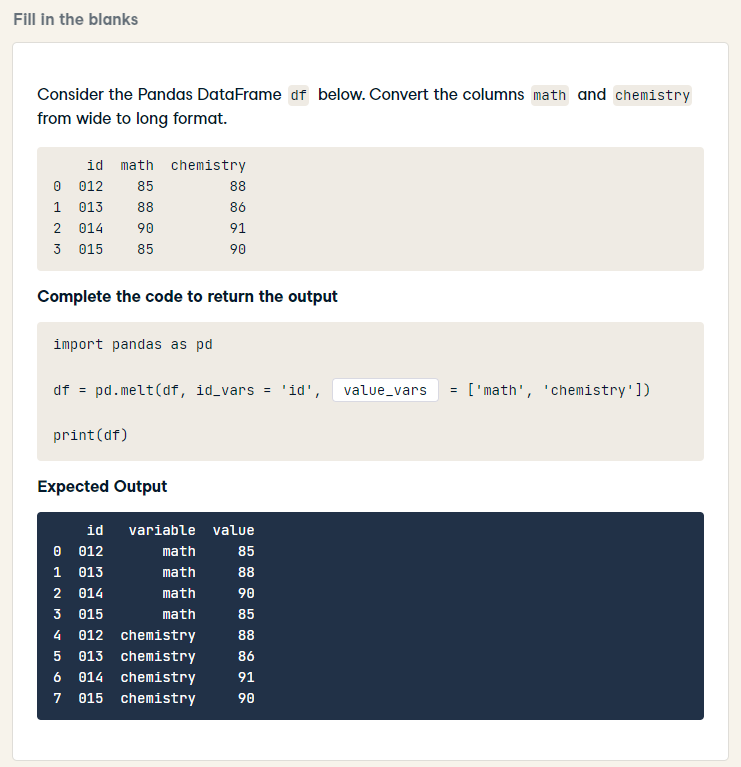 Fill in the blanks
Consider the Pandas DataFrame df below. Convert the columns math and chemistry
from wide to long format.
id math chemistry
0 012 85 88
1 013 88 86
2 014 90 91
3 015 85 90
Complete the code to return the output
import pandas as pd
df = pd.melt(df, id_vars = 'id', value_vars = ['math', 'chemistry'])
print(df)
Expected Output
id variable value
0 012 math 85
1 013 math 88
2 014 math 90
3 015 math 85
4 012 chemistry 88
5 013 chemistry 86
6 014 chemistry 91
7 015 chemistry 90